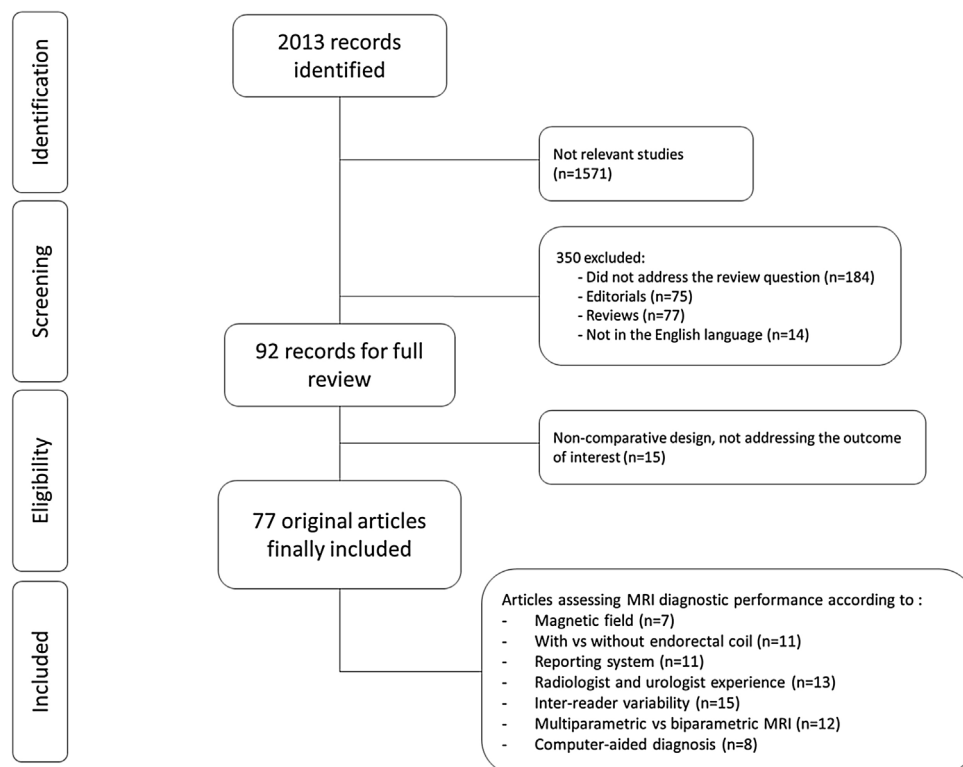 Identification
2013 records
identified
Not relevant studies
(n=1571)
Screening
350 excluded:
- Did not address the review question (n=184)
- Editorials (n=75)
- Reviews (n=77)
- Not in the English language (n=14)
92 records for full
review
Eligibility
Non-comparative design, not addressing the outcome
of interest (n=15)
77 original articles
finally included
Included
Articles assessing MRI diagnostic performance according to :
- Magnetic field (n=7)
- With vs without endorectal coil (n=11)
- Reporting system (n=11)
- Radiologist and urologist experience (n=13)
- Inter-reader variability (n=15)
- Multiparametric vs biparametric MRI (n=12)
- Computer-aided diagnosis (n=8)